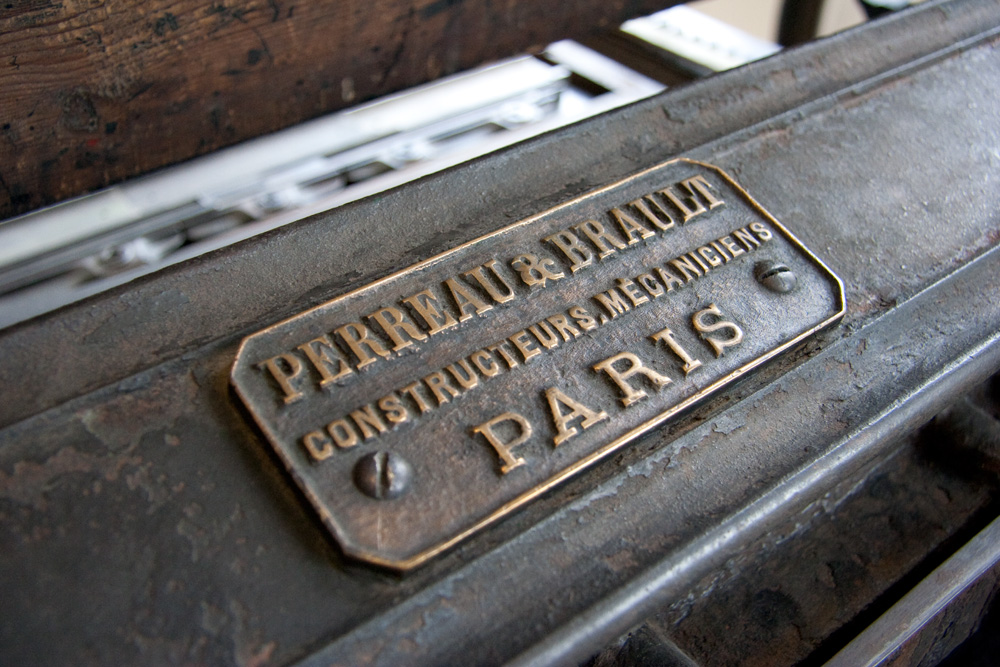 PERREAU & BRAULT
CONSTRUCTEURS, MÉCANICIENS
PARIS